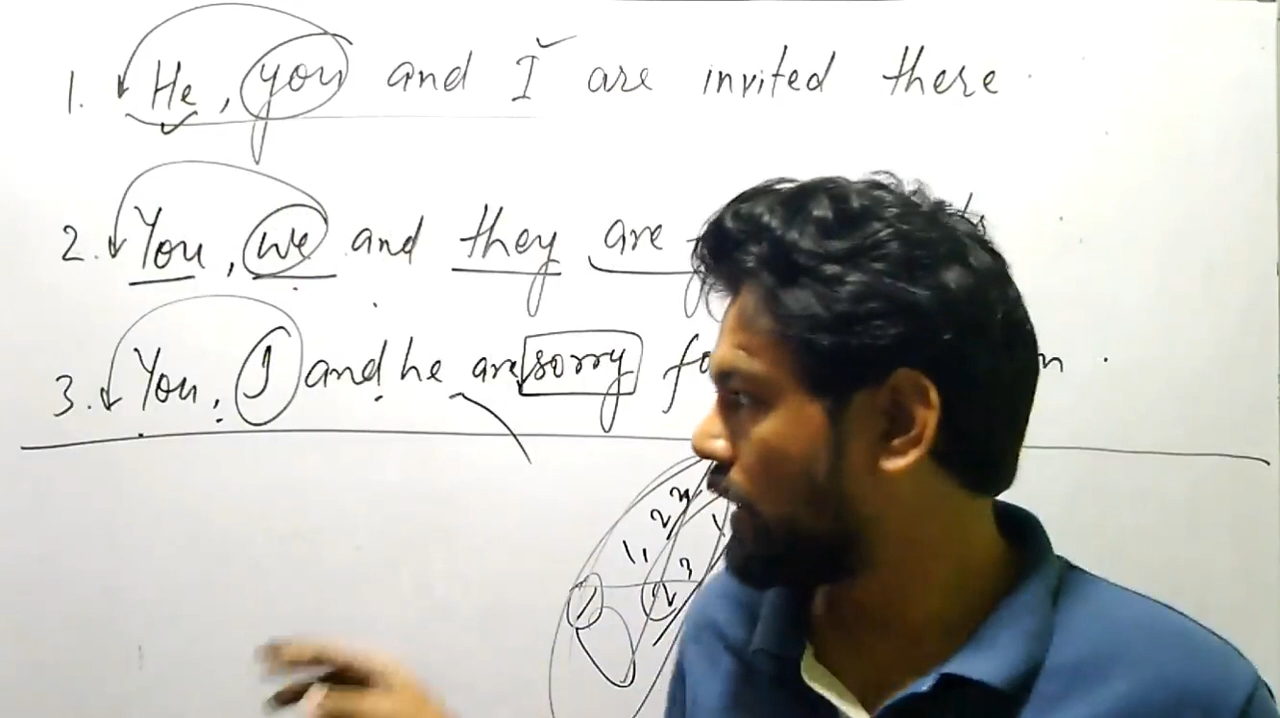 1. He, you and I are invited there.
2. You, we and they are
3. You, I and he are sorry
1, 2 3
1
2 3